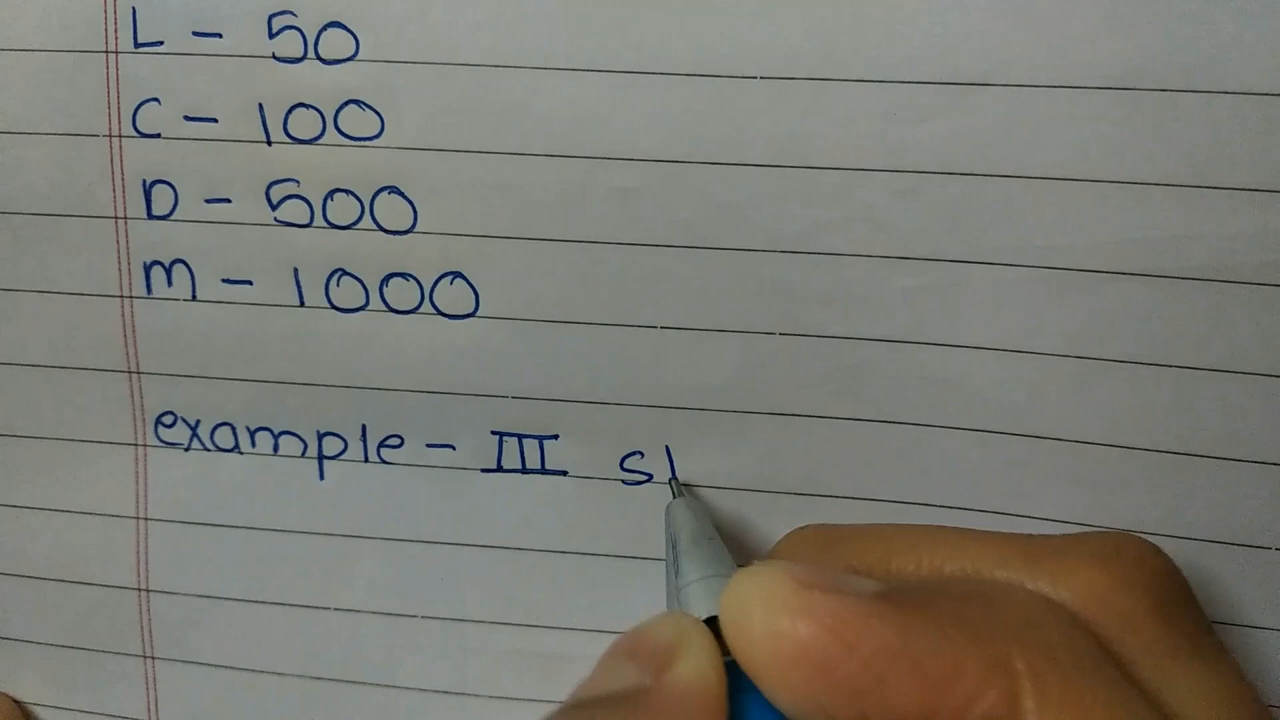 L - 50
C - 100
D - 500
M - 1000
example - III